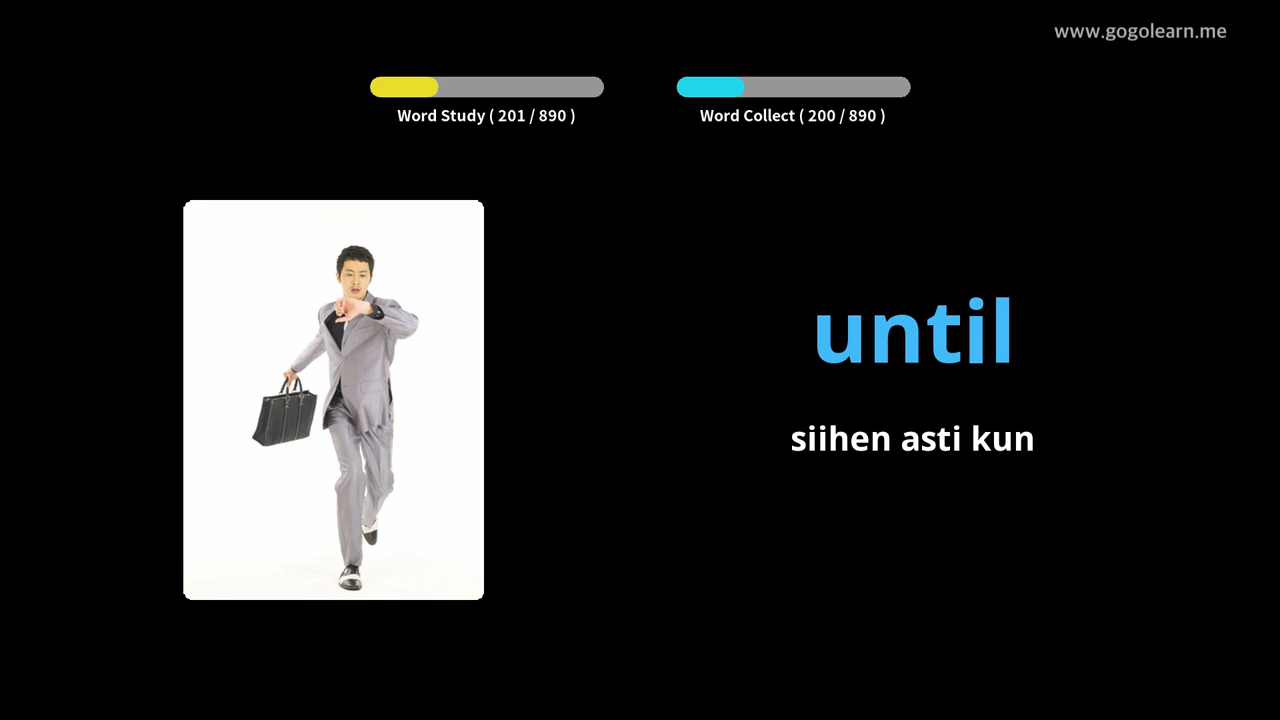 www.gogolearn.me
Word Study ( 201 / 890 )
Word Collect ( 200 / 890 )
until
siihen asti kun